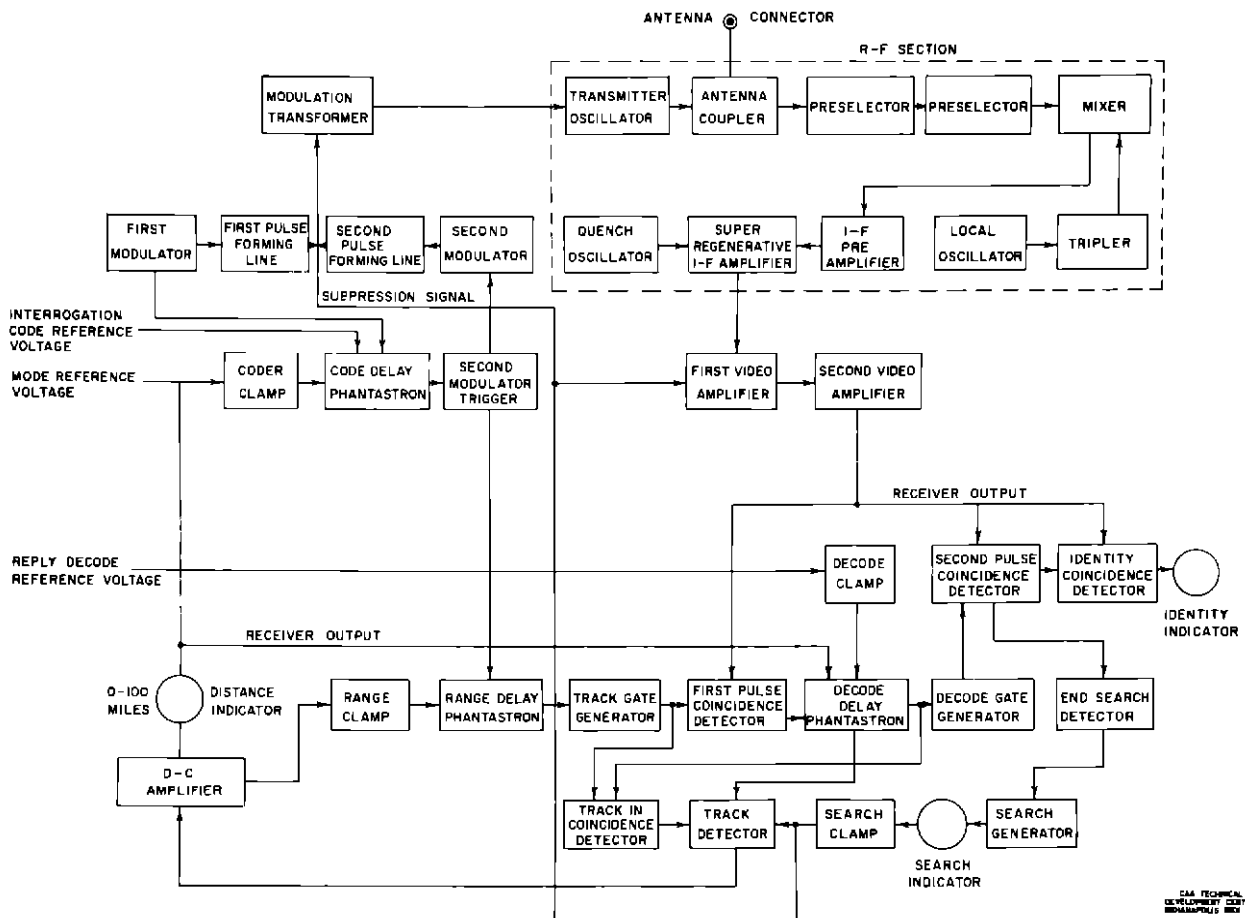 ANTENNA CONNECTOR
R-F SECTION
MODULATION
TRANSFORMER
TRANSMITTER
OSCILLATOR
ANTENNA
COUPLER
PRESELECTOR
PRESELECTOR
MIXER
FIRST
MODULATOR
FIRST PULSE
FORMING
LINE
SECOND
PULSE
FORMING LINE
SECOND
MODULATOR
QUENCH
OSCILLATOR
SUPER
REGENERATIVE
I-F AMPLIFIER
I-F
PRE
AMPLIFIER
LOCAL
OSCILLATOR
TRIPLER
SUPPRESSION SIGNAL
INTERROGATION
CODE REFERENCE
VOLTAGE
MODE REFERENCE
VOLTAGE
CODER
CLAMP
CODE DELAY
PHANTASTRON
SECOND
MODULATOR
TRIGGER
FIRST VIDEO
AMPLIFIER
SECOND VIDEO
AMPLIFIER
RECEIVER OUTPUT
REPLY DECODE
REFERENCE VOLTAGE
DECODE
CLAMP
SECOND PULSE
COINCIDENCE
DETECTOR
IDENTITY
COINCIDENCE
DETECTOR
IDENTITY
INDICATOR
RECEIVER OUTPUT
0-100
MILES
DISTANCE
INDICATOR
RANGE
CLAMP
RANGE DELAY
PHANTASTRON
TRACK GATE
GENERATOR
FIRST PULSE
COINCIDENCE
DETECTOR
DECODE
DELAY
PHANTASTRON
DECODE GATE
GENERATOR
END SEARCH
DETECTOR
D-C
AMPLIFIER
TRACK IN
COINCIDENCE
DETECTOR
TRACK
DETECTOR
SEARCH
CLAMP
SEARCH
INDICATOR
SEARCH
GENERATOR
CAA TECHNICAL
DEVELOPMENT
INDIANAPOLIS